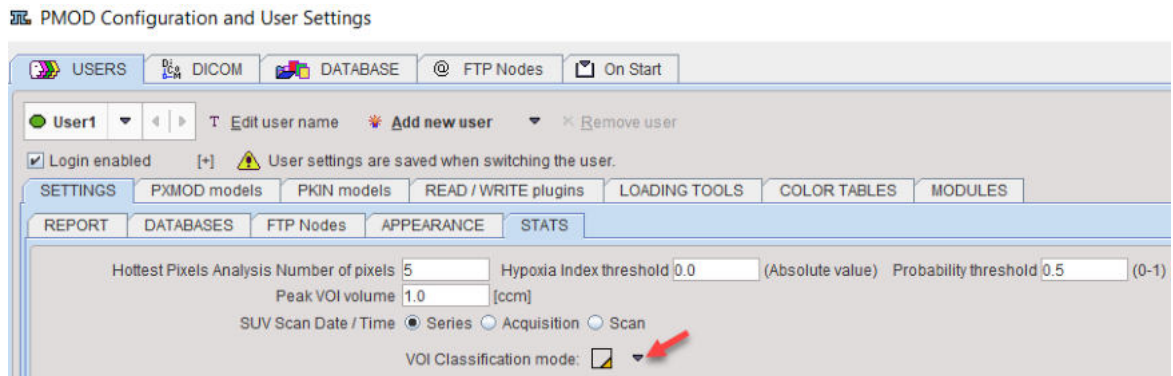 PMOD Configuration and User Settings
USERS DICOM DATABASE @ FTP Nodes On Start
User1 T Edit user name Add new user Remove user
Login enabled [+] User settings are saved when switching the user.
SETTINGS PXMOD models PKIN models READ / WRITE plugins LOADING TOOLS COLOR TABLES MODULES
REPORT DATABASES FTP Nodes APPEARANCE STATS
Hottest Pixels Analysis Number of pixels 5 Hypoxia Index threshold 0.0 (Absolute value) Probability threshold 0.5 (0-1)
Peak VOI volume 1.0 [ccm]
SUV Scan Date / Time Series Acquisition Scan
VOI Classification mode: